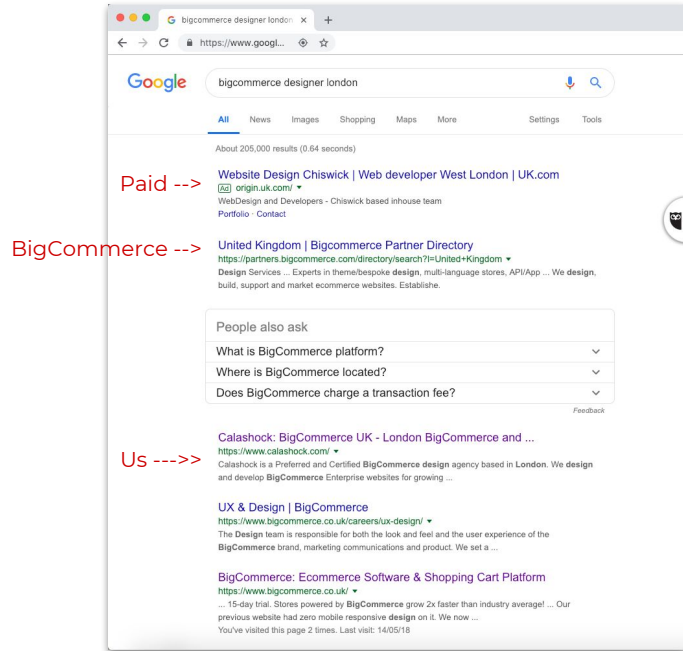 bigcommerce designer london
https://www.googl...
Google
bigcommerce designer london
All News Images Shopping Maps More Settings Tools
About 205,000 results (0.64 seconds)
Paid -->
Website Design Chiswick | Web developer West London | UK.com
Ad origin.uk.com/
WebDesign and Developers - Chiswick based inhouse team
Portfolio · Contact
BigCommerce -->
United Kingdom | Bigcommerce Partner Directory
https://partners.bigcommerce.com/directory/search?l=United+Kingdom
Design Services ... Experts in theme/bespoke design, multi-language stores, API/App ... We design,
build, support and market ecommerce websites. Establishe.
People also ask
What is BigCommerce platform?
Where is BigCommerce located?
Does BigCommerce charge a transaction fee?
Feedback
Us --->>
Calashock: BigCommerce UK - London BigCommerce and ...
https://www.calashock.com/
Calashock is a Preferred and Certified BigCommerce design agency based in London. We design
and develop BigCommerce Enterprise websites for growing ...
UX & Design | BigCommerce
https://www.bigcommerce.co.uk/careers/ux-design/
The Design team is responsible for both the look and feel and the user experience of the
BigCommerce brand, marketing communications and product. We set a ...
BigCommerce: Ecommerce Software & Shopping Cart Platform
https://www.bigcommerce.co.uk/
... 15-day trial. Stores powered by BigCommerce grow 2x faster than industry average! ... Our
previous website had zero mobile responsive design on it. We now ...
You've visited this page 2 times. Last visit: 14/05/18